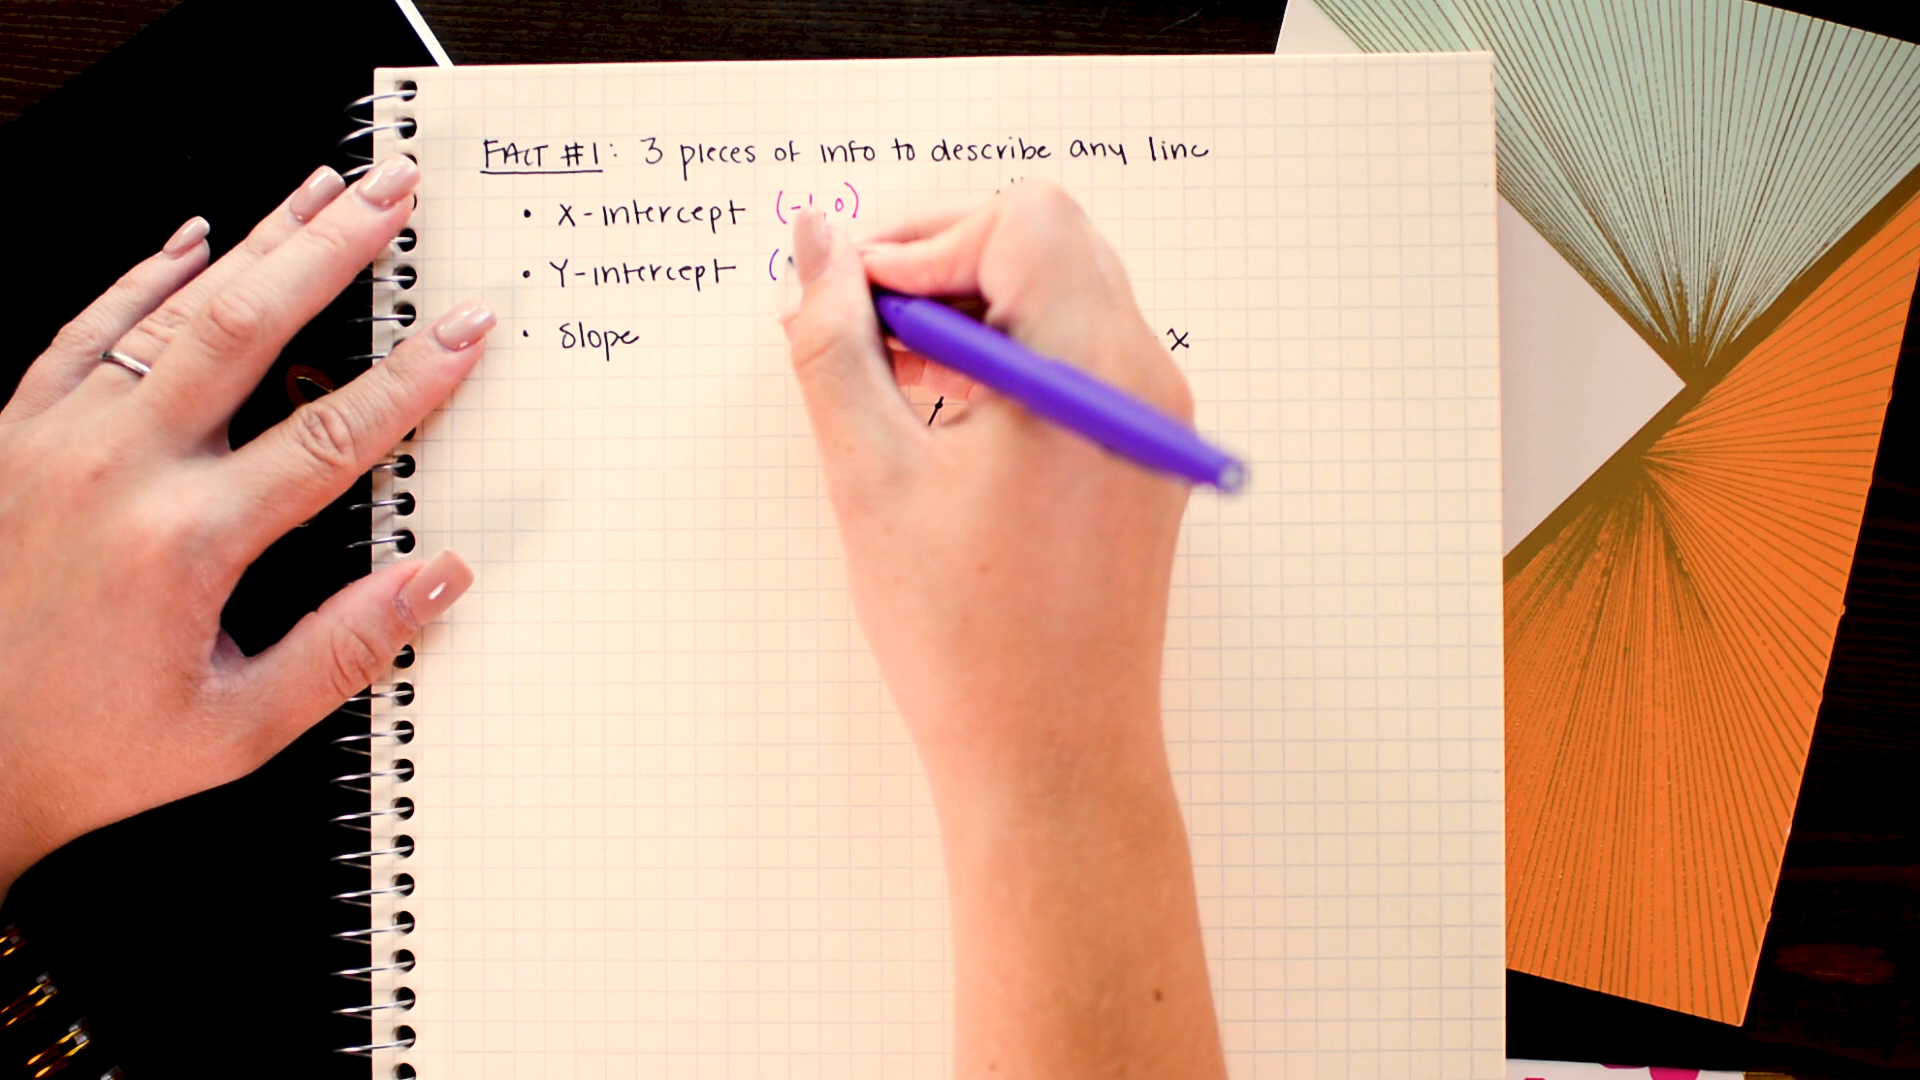 FACT #1: 3 pieces of info to describe any line
• X-intercept (-1,0)
• Y-intercept (
• Slope
x